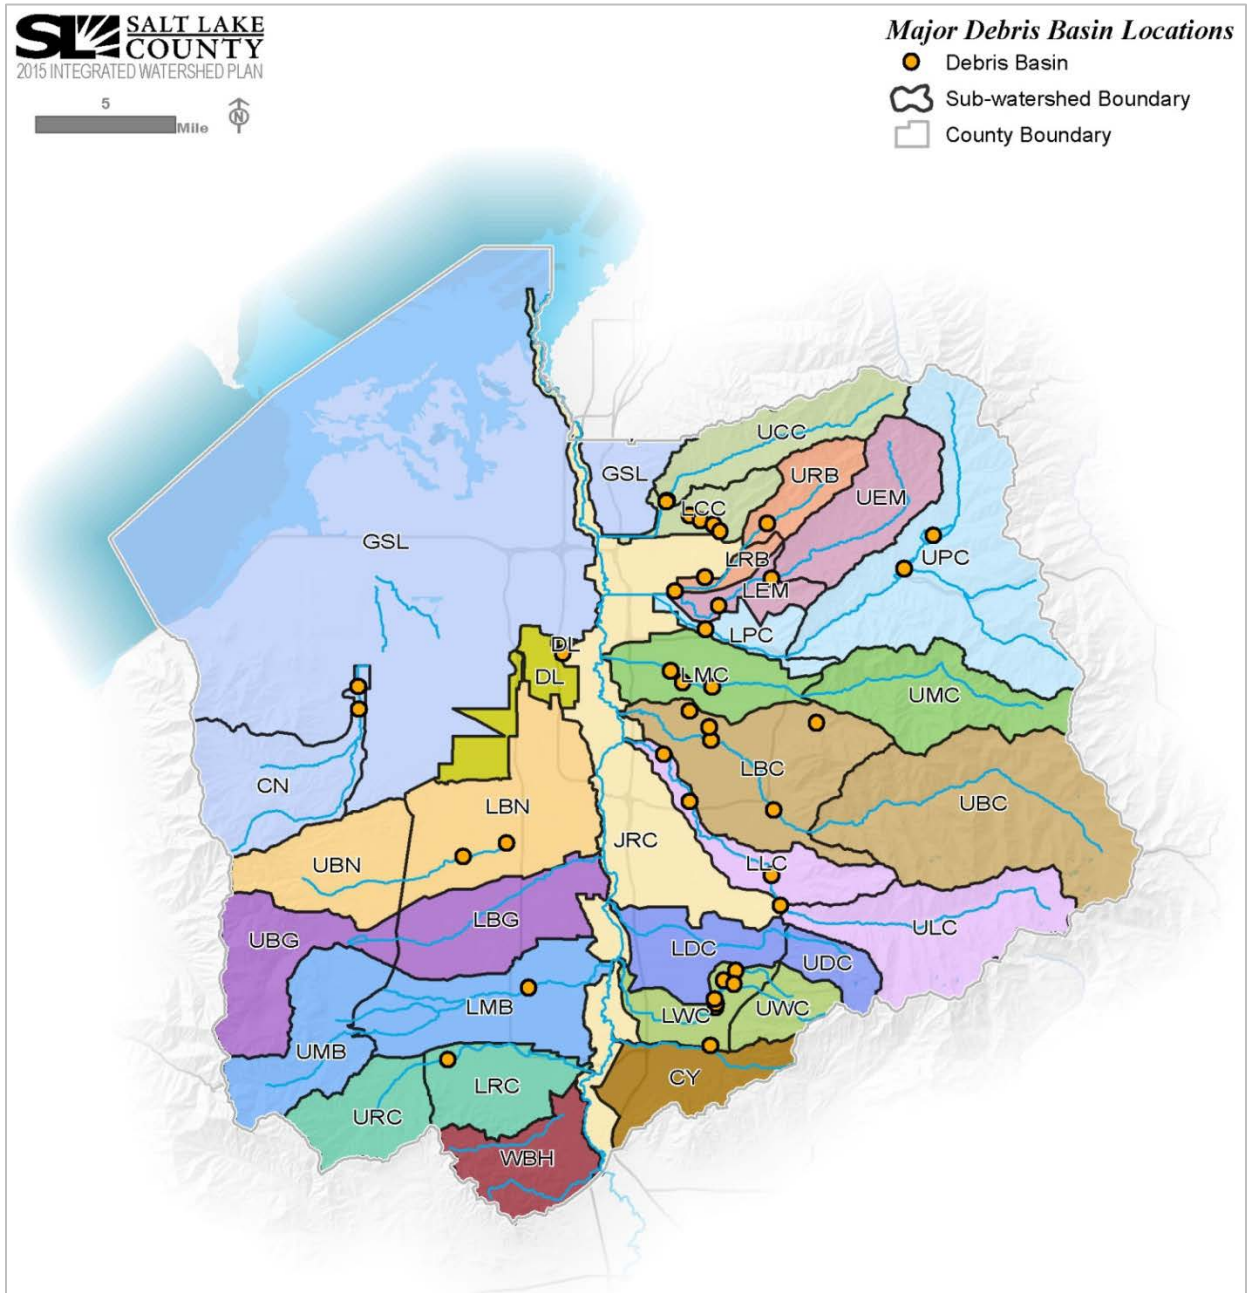 SL SALT LAKE
COUNTY
2015 INTEGRATED WATERSHED PLAN
5
Mile
N
Major Debris Basin Locations
Debris Basin
Sub-watershed Boundary
County Boundary
UCC
GSL
URB
UEM
LCC
GSL
LRB
UPC
LEM
LPC
DL
DL
LMC
UMC
CN
LBC
UBC
LBN
JRC
UBN
LLC
LBG
ULC
UBG
LDC
UDC
LMB
LWC
UWC
UMB
CY
LRC
URC
WBH